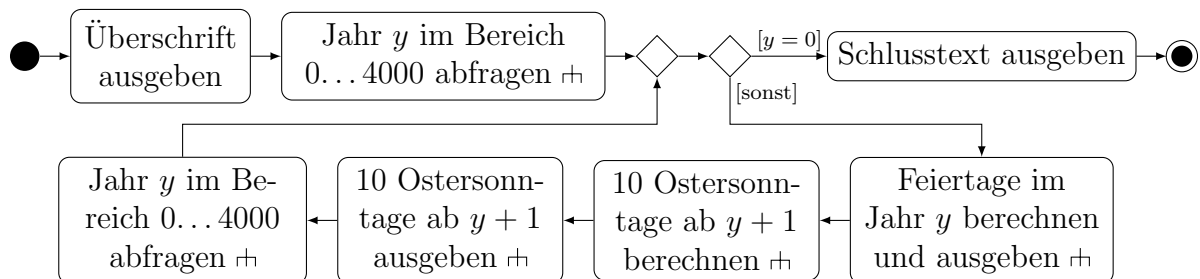 Überschrift
ausgeben
Jahr y im Bereich
0...4000 abfragen
[y = 0]
Schlusstext ausgeben
[sonst]
Jahr y im Be-
reich 0...4000
abfragen
10 Ostersonn-
tage ab y + 1
ausgeben
10 Ostersonn-
tage ab y + 1
berechnen
Feiertage im
Jahr y berechnen
und ausgeben